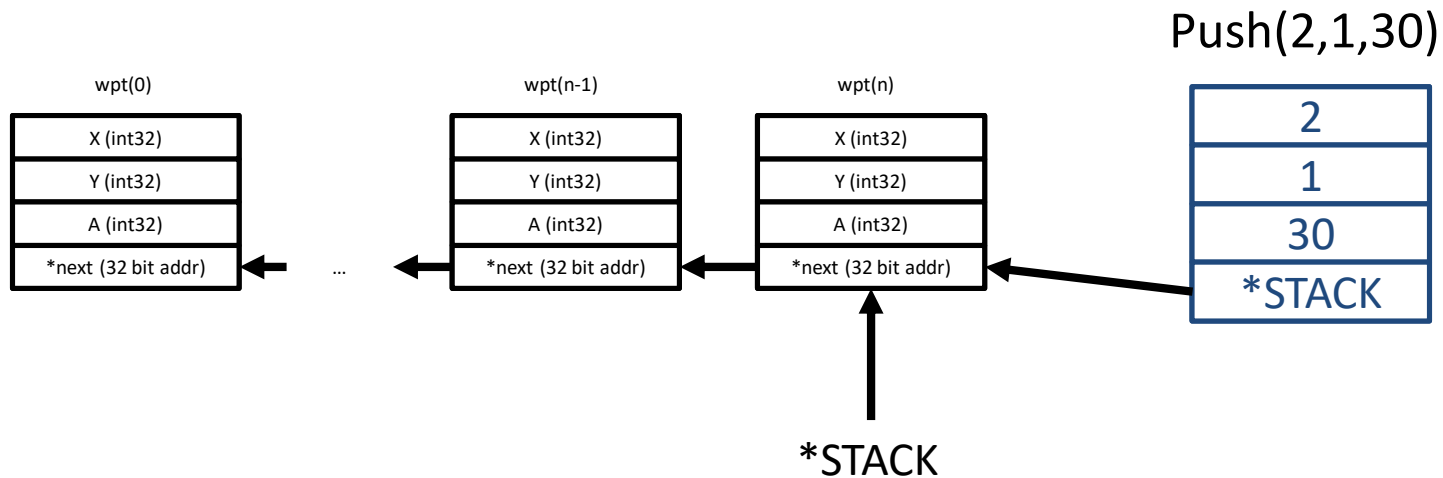 Push(2,1,30)
wpt(0)
X (int32)
Y (int32)
A (int32)
*next (32 bit addr)
...
wpt(n-1)
X (int32)
Y (int32)
A (int32)
*next (32 bit addr)
wpt(n)
X (int32)
Y (int32)
A (int32)
*next (32 bit addr)
2
1
30
*STACK
*STACK